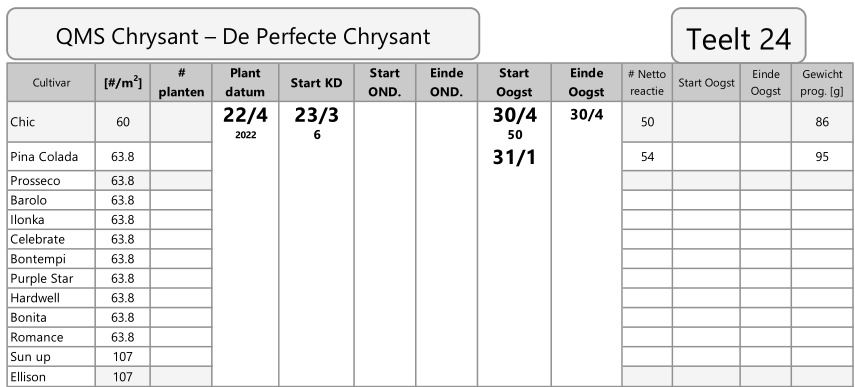 QMS Chrysant – De Perfecte Chrysant
Teelt 24
Cultivar [#/m²] # planten Plant datum Start KD Start OND. Einde OND. Start Oogst Einde Oogst # Netto reactie Start Oogst Einde Oogst Gewicht prog. [g]
Chic 60 22/4 2022 23/3 6 30/4 50 30/4 50 86
Pina Colada 63.8 31/1 54 95
Prosseco 63.8
Barolo 63.8
Ilonka 63.8
Celebrate 63.8
Bontempi 63.8
Purple Star 63.8
Hardwell 63.8
Bonita 63.8
Romance 63.8
Sun up 107
Ellison 107